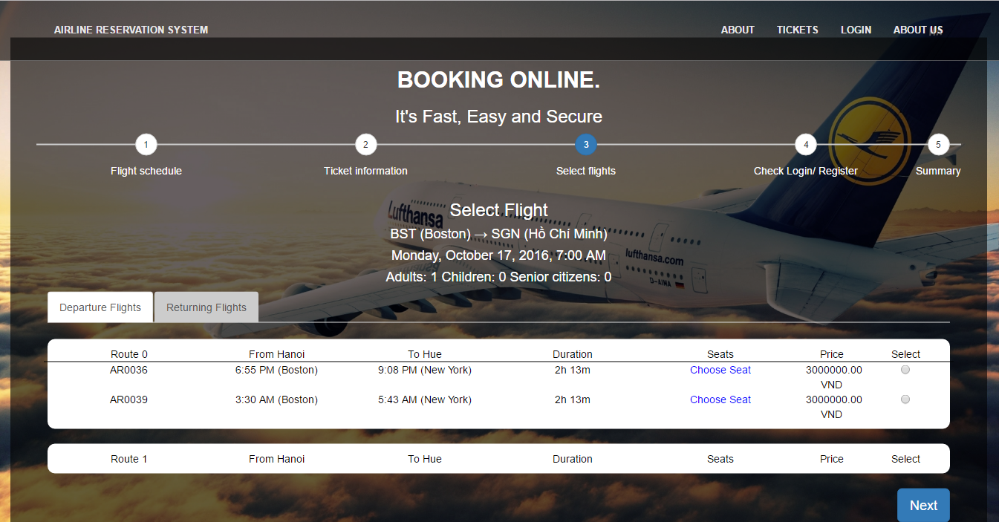 AIRLINE RESERVATION SYSTEM ABOUT TICKETS LOGIN ABOUT US
BOOKING ONLINE.
It's Fast, Easy and Secure
1 2 3 4 5
Flight schedule Ticket information Select flights Check Login/ Register Summary
Lufthansa
Select Flight
BST (Boston) → SGN (Hồ Chí Minh)
Monday, October 17, 2016, 7:00 AM
lufthansa.com
Adults: 1 Children: 0 Senior citizens: 0
D-AIMA
Departure Flights Returning Flights
Route 0 From Hanoi To Hue Duration Seats Price Select
AR0036 6:55 PM (Boston) 9:08 PM (New York) 2h 13m Choose Seat 3000000.00
VND
AR0039 3:30 AM (Boston) 5:43 AM (New York) 2h 13m Choose Seat 3000000.00
VND
Route 1 From Hanoi To Hue Duration Seats Price Select
Next